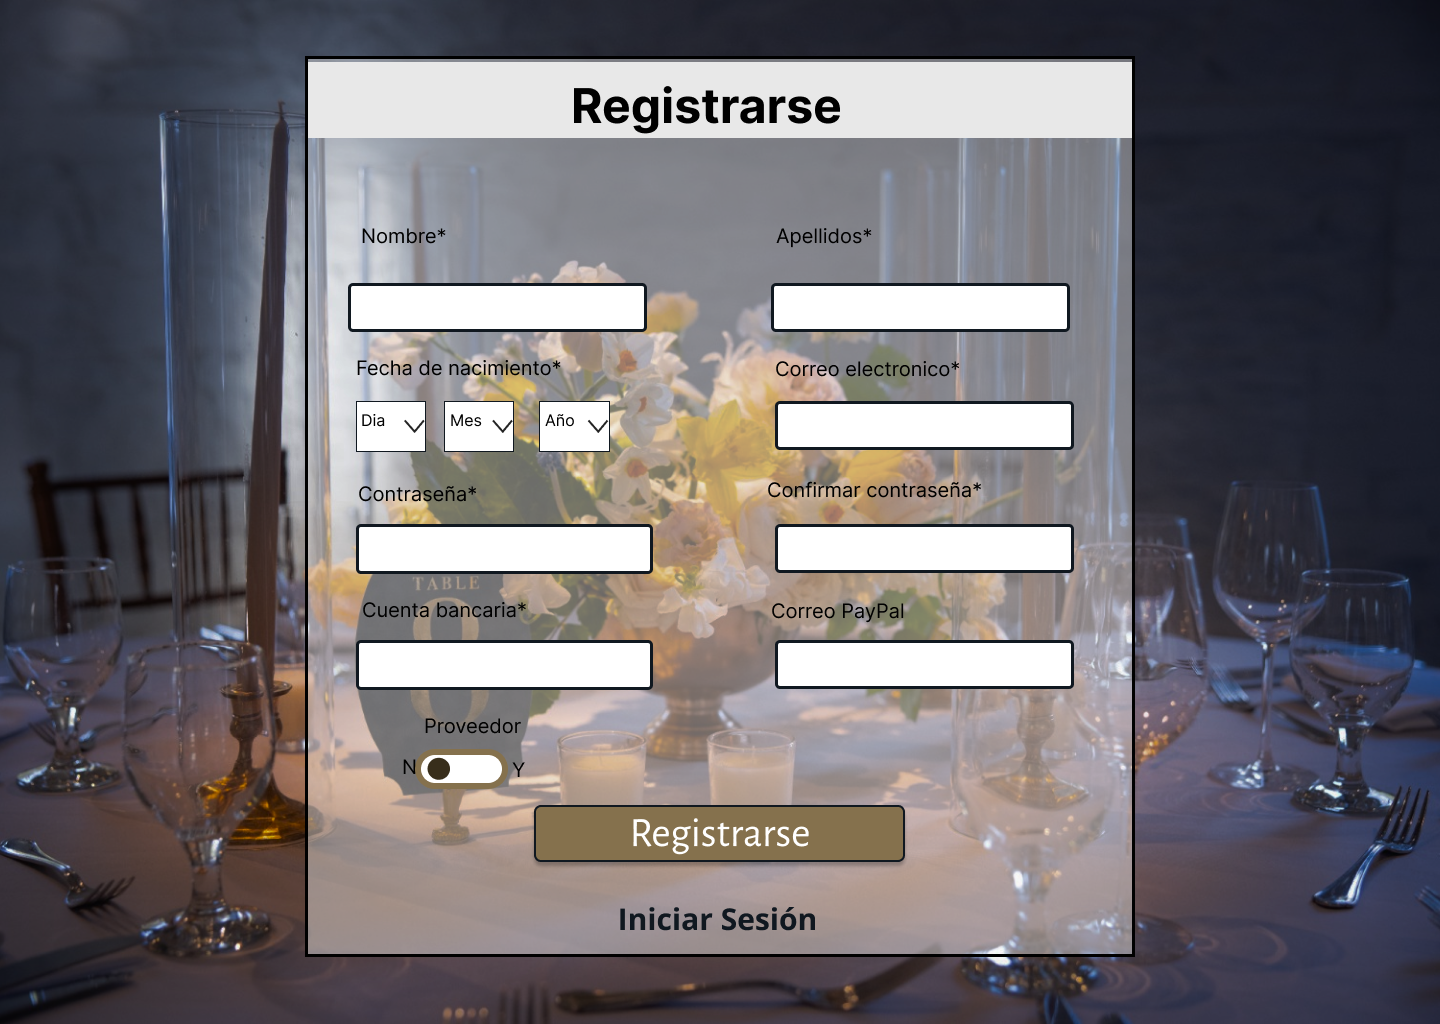 Registrarse
Nombre*
Apellidos*
Fecha de nacimiento*
Correo electronico*
Dia
Mes
Año
Contraseña*
Confirmar contraseña*
TABLE
8
Cuenta bancaria*
Correo PayPal
Proveedor
N
Y
Registrarse
Iniciar Sesión